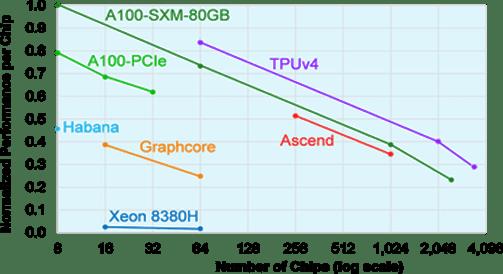 Normalized Performance per Chip
1.0
0.9
0.8
0.7
0.6
0.5
0.4
0.3
0.2
0.1
0.0
A100-SXM-80GB
A100-PCIe
TPUv4
Habana
Graphcore
Ascend
Xeon 8380H
8 16 32 64 128 256 512 1,024 2,048 4,096
Number of Chips (log scale)